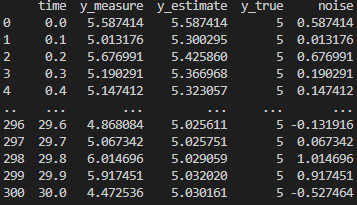 time y_measure y_estimate y_true noise
0 0.0 5.587414 5.587414 5 0.587414
1 0.1 5.013176 5.300295 5 0.013176
2 0.2 5.676991 5.425860 5 0.676991
3 0.3 5.190291 5.366968 5 0.190291
4 0.4 5.147412 5.323057 5 0.147412
.. ... ... ... ... ...
296 29.6 4.868084 5.025611 5 -0.131916
297 29.7 5.067342 5.025751 5 0.067342
298 29.8 6.014696 5.029059 5 1.014696
299 29.9 5.917451 5.032020 5 0.917451
300 30.0 4.472536 5.030161 5 -0.527464